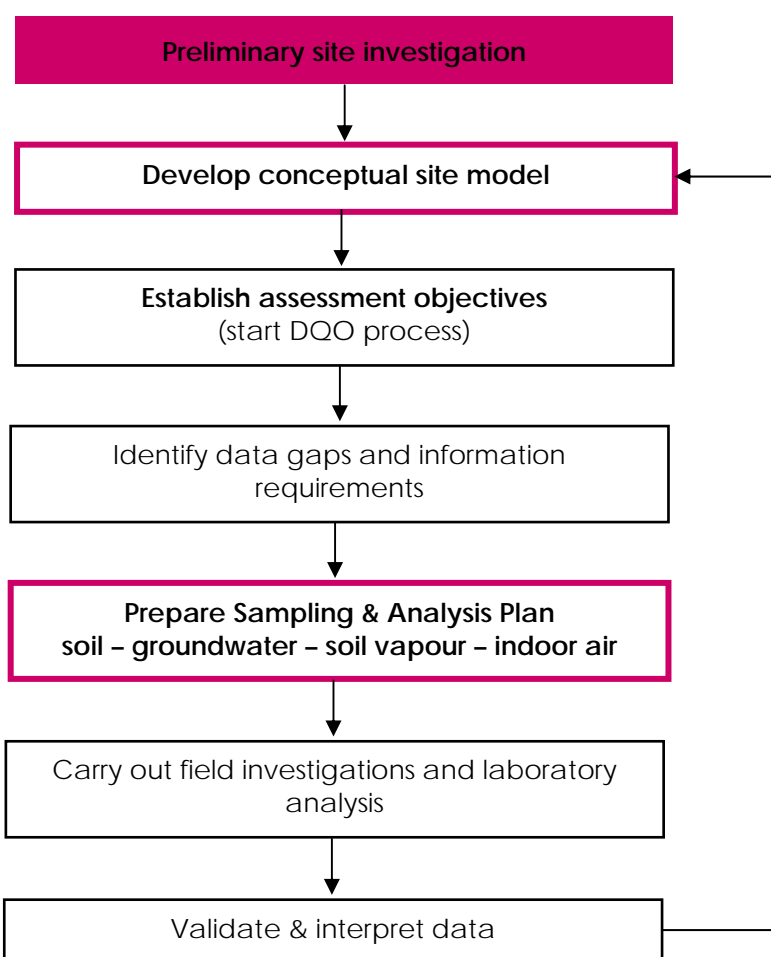 Preliminary site investigation
Develop conceptual site model
Establish assessment objectives
(start DQO process)
Identify data gaps and information
requirements
Prepare Sampling & Analysis Plan
soil – groundwater – soil vapour – indoor air
Carry out field investigations and laboratory
analysis
Validate & interpret data